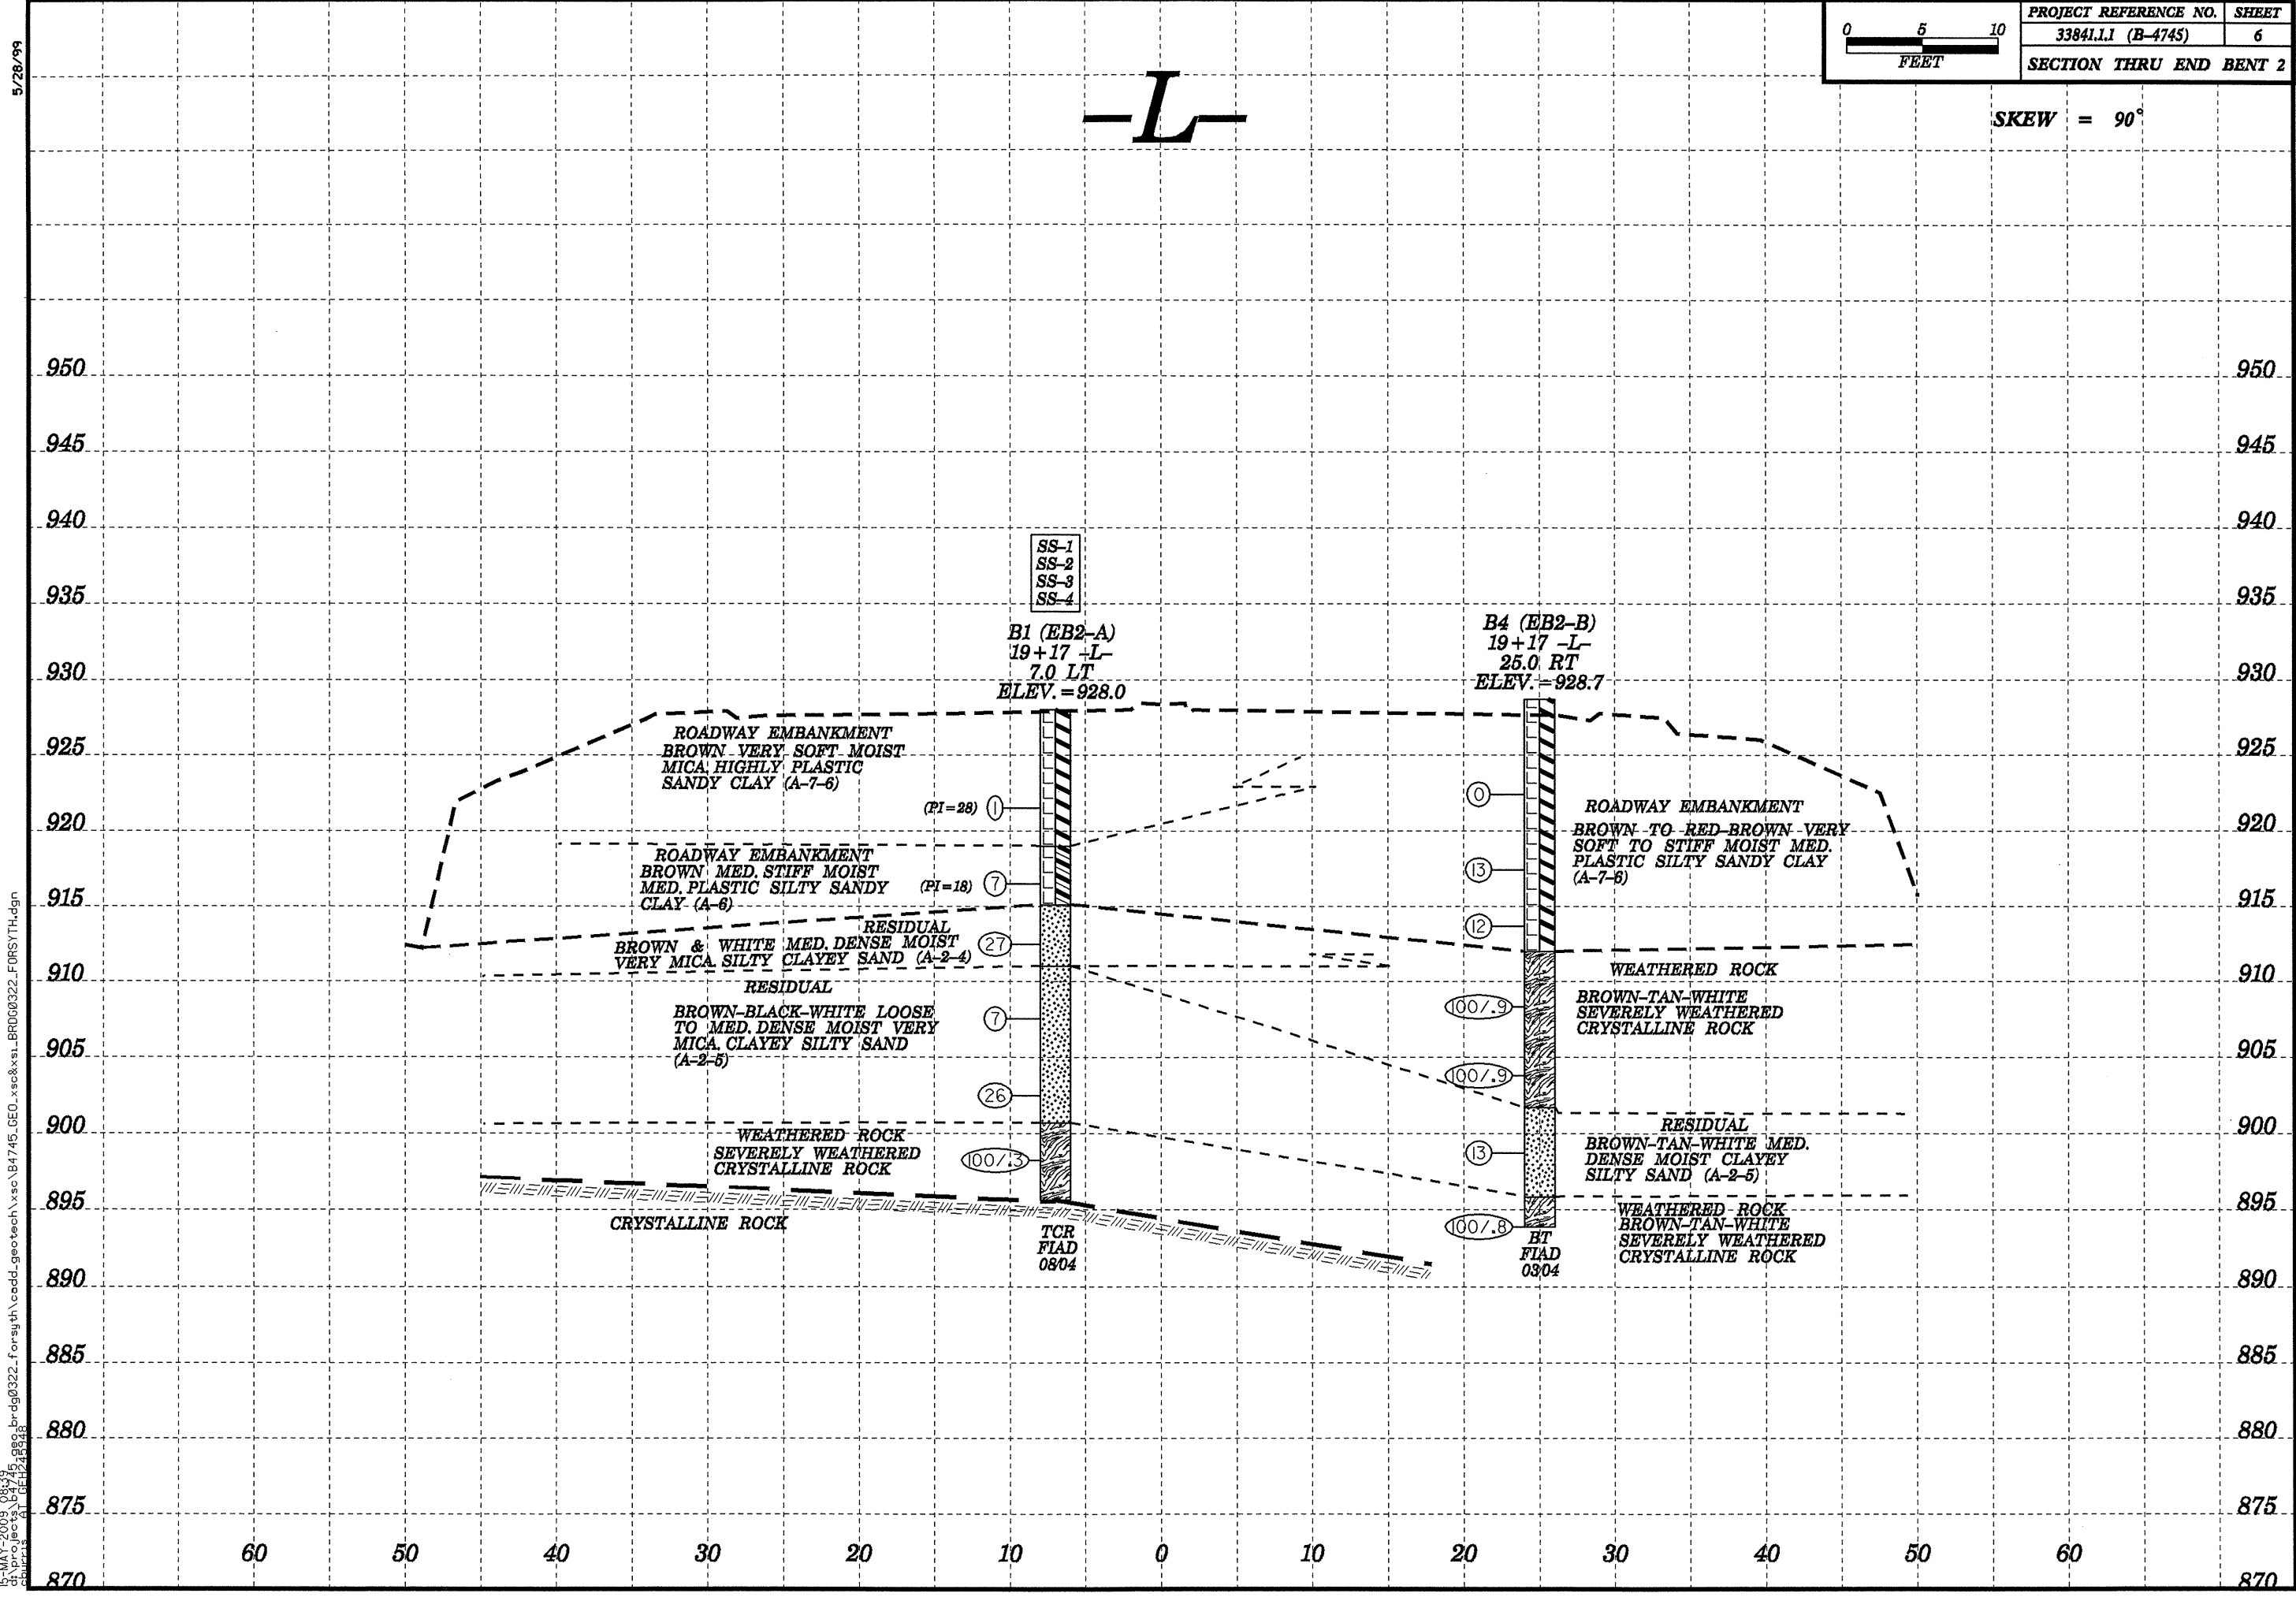 5/28/99
0 5 10
FEET
PROJECT REFERENCE NO. SHEET
33841.1.1 (B-4745) 6
SECTION THRU END BENT 2
-L-
SKEW = 90°
950 950
945 945
940 940
SS-1
SS-2
SS-3
SS-4
935 935
B1 (EB2-A)
19+17 -L-
7.0 LT
ELEV.=928.0
B4 (EB2-B)
19+17 -L-
25.0 RT
ELEV.=928.7
930 930
ROADWAY EMBANKMENT
BROWN VERY SOFT MOIST
MICA. HIGHLY PLASTIC
SANDY CLAY (A-7-6)
925 925
(PI=28) 1
0
ROADWAY EMBANKMENT
BROWN TO RED-BROWN VERY
SOFT TO STIFF MOIST MED.
PLASTIC SILTY SANDY CLAY
(A-7-6)
920 920
ROADWAY EMBANKMENT
BROWN MED. STIFF MOIST
MED. PLASTIC SILTY SANDY
CLAY (A-6)
(PI=18) 7
13
915 915
12
RESIDUAL
BROWN & WHITE MED. DENSE MOIST
VERY MICA. SILTY CLAYEY SAND (A-2-4)
27
910 910
RESIDUAL
BROWN-BLACK-WHITE LOOSE
TO MED. DENSE MOIST VERY
MICA. CLAYEY SILTY SAND
(A-2-5)
7
WEATHERED ROCK
BROWN-TAN-WHITE
SEVERELY WEATHERED
CRYSTALLINE ROCK
100/.9
905 905
100/.9
26
900 900
WEATHERED ROCK
SEVERELY WEATHERED
CRYSTALLINE ROCK
100/.3
RESIDUAL
BROWN-TAN-WHITE MED.
DENSE MOIST CLAYEY
SILTY SAND (A-2-5)
13
895 895
CRYSTALLINE ROCK
TCR
FIAD
08/04
100/.8
BT
FIAD
03/04
WEATHERED ROCK
BROWN-TAN-WHITE
SEVERELY WEATHERED
CRYSTALLINE ROCK
890 890
885 885
880 880
875 875
60 50 40 30 20 10 0 10 20 30 40 50 60
870 870
15-MAY-2009 08:39